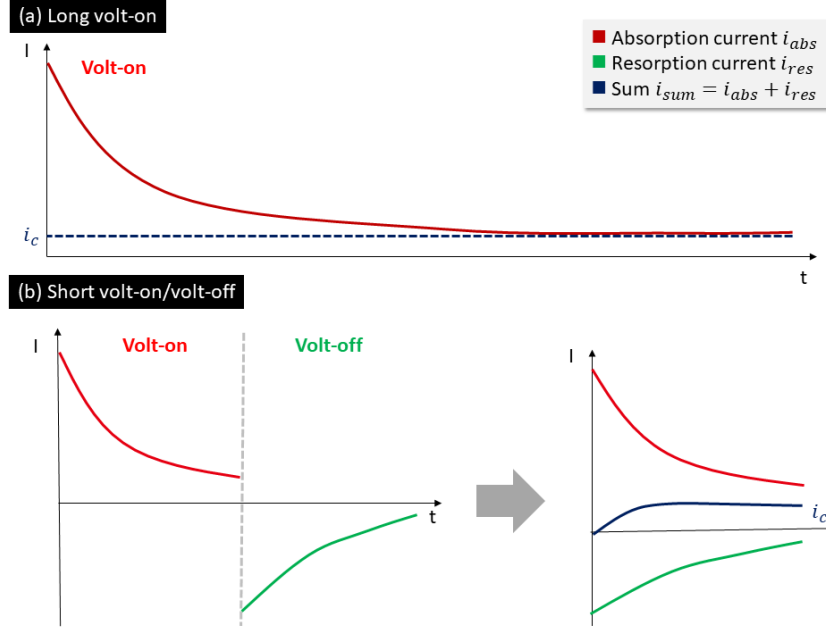 (a) Long volt-on
I
Volt-on
Absorption current i_abs
Resorption current i_res
Sum i_sum = i_abs + i_res
i_c
t
(b) Short volt-on/volt-off
I
Volt-on
Volt-off
t
I
i_c